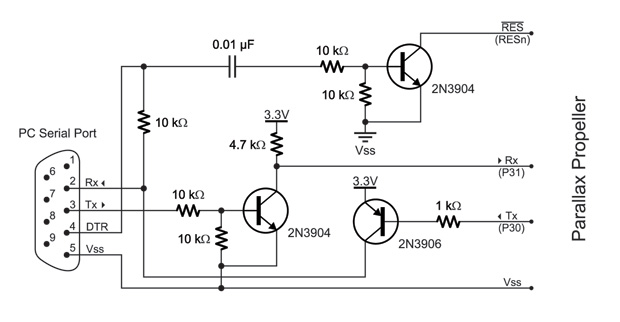 RES
(RESn)
0.01 µF
10 kΩ
2N3904
10 kΩ
10 kΩ
Vss
3.3V
4.7 kΩ
PC Serial Port
Rx
(P31)
1
6
2
Rx
7
3
Tx
8
4
DTR
9
5
Vss
10 kΩ
10 kΩ
2N3904
3.3V
2N3906
1 kΩ
Tx
(P30)
Vss
Parallax Propeller